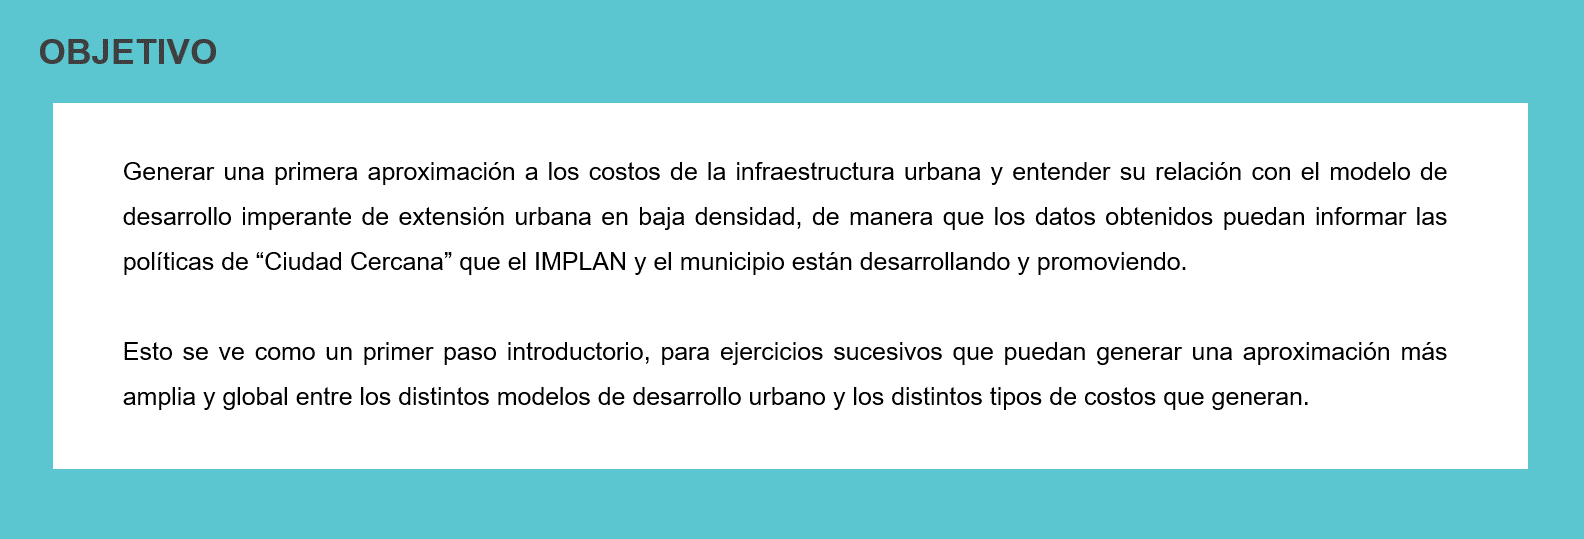 OBJETIVO
Generar una primera aproximación a los costos de la infraestructura urbana y entender su relación con el modelo de
desarrollo imperante de extensión urbana en baja densidad, de manera que los datos obtenidos puedan informar las
políticas de “Ciudad Cercana” que el IMPLAN y el municipio están desarrollando y promoviendo.
Esto se ve como un primer paso introductorio, para ejercicios sucesivos que puedan generar una aproximación más
amplia y global entre los distintos modelos de desarrollo urbano y los distintos tipos de costos que generan.